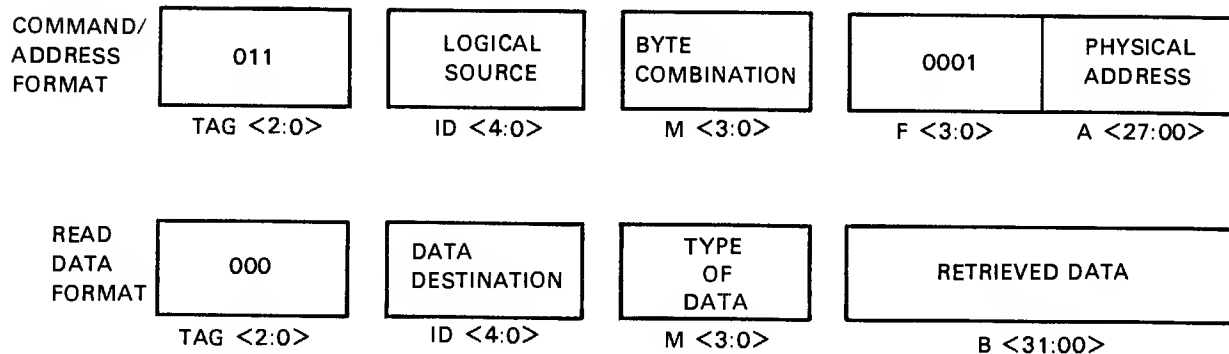 COMMAND/
ADDRESS
FORMAT
011
LOGICAL
SOURCE
BYTE
COMBINATION
0001
PHYSICAL
ADDRESS
TAG <2:0>
ID <4:0>
M <3:0>
F <3:0>
A <27:00>
READ
DATA
FORMAT
000
DATA
DESTINATION
TYPE
OF
DATA
RETRIEVED DATA
TAG <2:0>
ID <4:0>
M <3:0>
B <31:00>